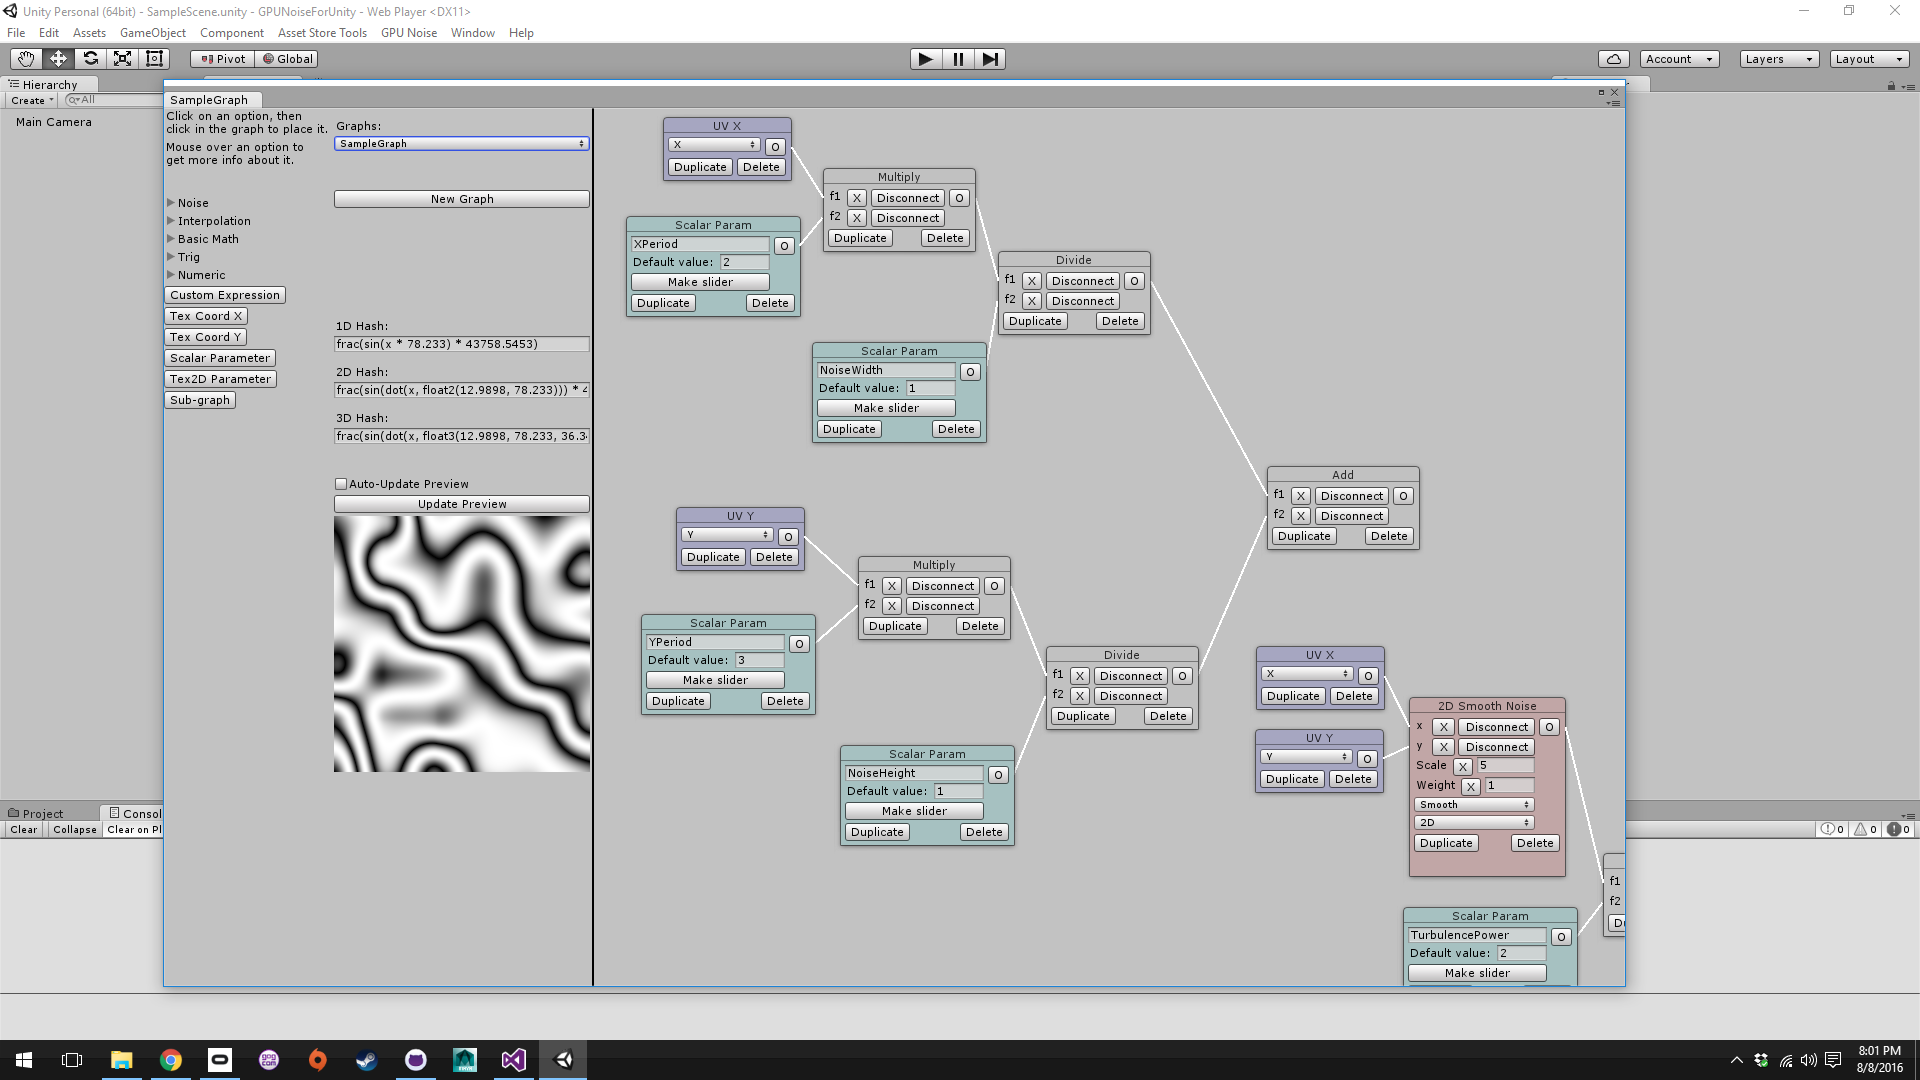 Unity Personal (64bit) - SampleScene.unity - GPUNoiseForUnity - Web Player <DX11>
File Edit Assets GameObject Component Asset Store Tools GPU Noise Window Help
Pivot Global Account Layers Layout
Hierarchy
Create All
Main Camera
SampleGraph
Click on an option, then
click in the graph to place it.
Mouse over an option to
get more info about it.
Noise
Interpolation
Basic Math
Trig
Numeric
Custom Expression
Tex Coord X
Tex Coord Y
Scalar Parameter
Tex2D Parameter
Sub-graph
Graphs:
SampleGraph
New Graph
1D Hash:
frac(sin(x * 78.233) * 43758.5453)
2D Hash:
frac(sin(dot(x, float2(12.9898, 78.233))) * 4
3D Hash:
frac(sin(dot(x, float3(12.9898, 78.233, 36.34
Auto-Update Preview
Update Preview
UV X
X O
Duplicate Delete
Multiply
f1 X Disconnect O
f2 X Disconnect
Duplicate Delete
Scalar Param
XPeriod O
Default value: 2
Make slider
Duplicate Delete
Divide
f1 X Disconnect O
f2 X Disconnect
Duplicate Delete
Scalar Param
NoiseWidth O
Default value: 1
Make slider
Duplicate Delete
Add
f1 X Disconnect O
f2 X Disconnect
Duplicate Delete
UV Y
Y O
Duplicate Delete
Multiply
f1 X Disconnect O
f2 X Disconnect
Duplicate Delete
Scalar Param
YPeriod O
Default value: 3
Make slider
Duplicate Delete
Divide
f1 X Disconnect O
f2 X Disconnect
Duplicate Delete
Scalar Param
NoiseHeight O
Default value: 1
Make slider
Duplicate Delete
UV X
X O
Duplicate Delete
UV Y
Y O
Duplicate Delete
2D Smooth Noise
x X Disconnect O
y X Disconnect
Scale X 5
Weight X 1
Smooth
2D
Duplicate Delete
f1
f2
Scalar Param
TurbulencePower O
Default value: 2
Make slider
Project Consol
Clear Collapse Clear on Pl
0 0 0
gog.com
8:01 PM
8/8/2016